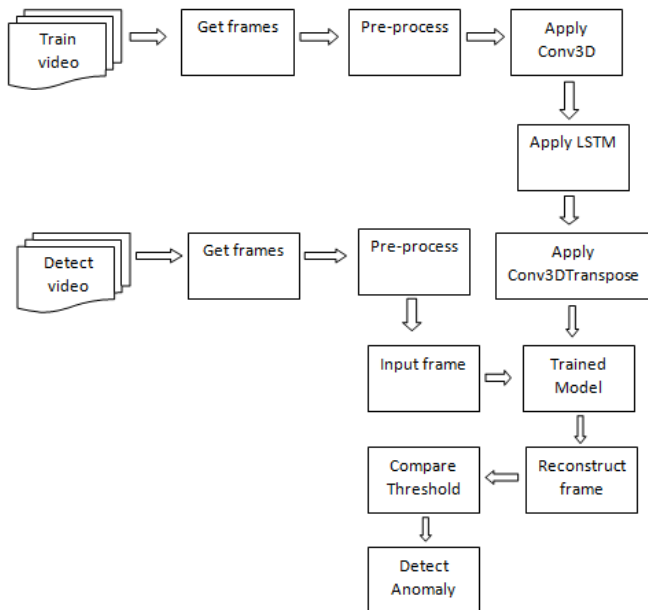 Train
video
Get frames
Pre-process
Apply
Conv3D
Apply LSTM
Detect
video
Get frames
Pre-process
Apply
Conv3DTranspose
Input frame
Trained
Model
Compare
Threshold
Reconstruct
frame
Detect
Anomaly